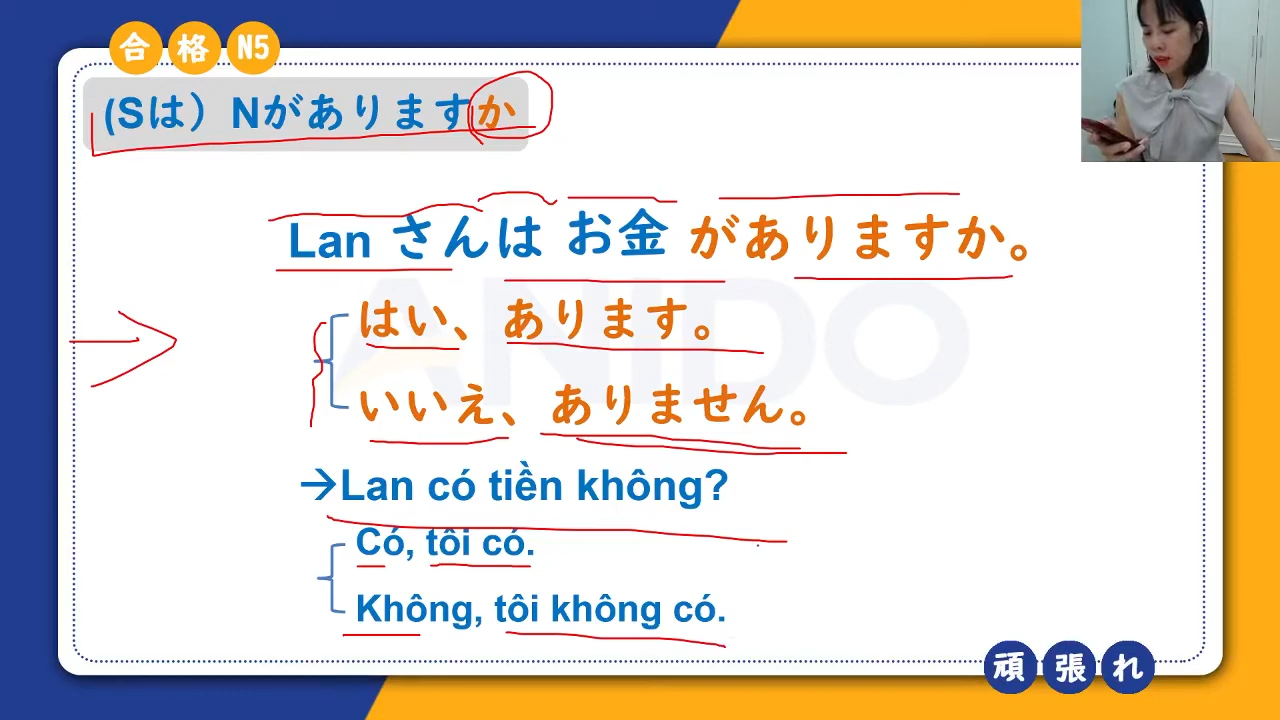 合格 N5
(Sは）Nがありますか
Lan さんは お金 がありますか。
はい、あります。
いいえ、ありません。
→Lan có tiền không?
Có, tôi có.
Không, tôi không có.
ANIDO
頑張れ